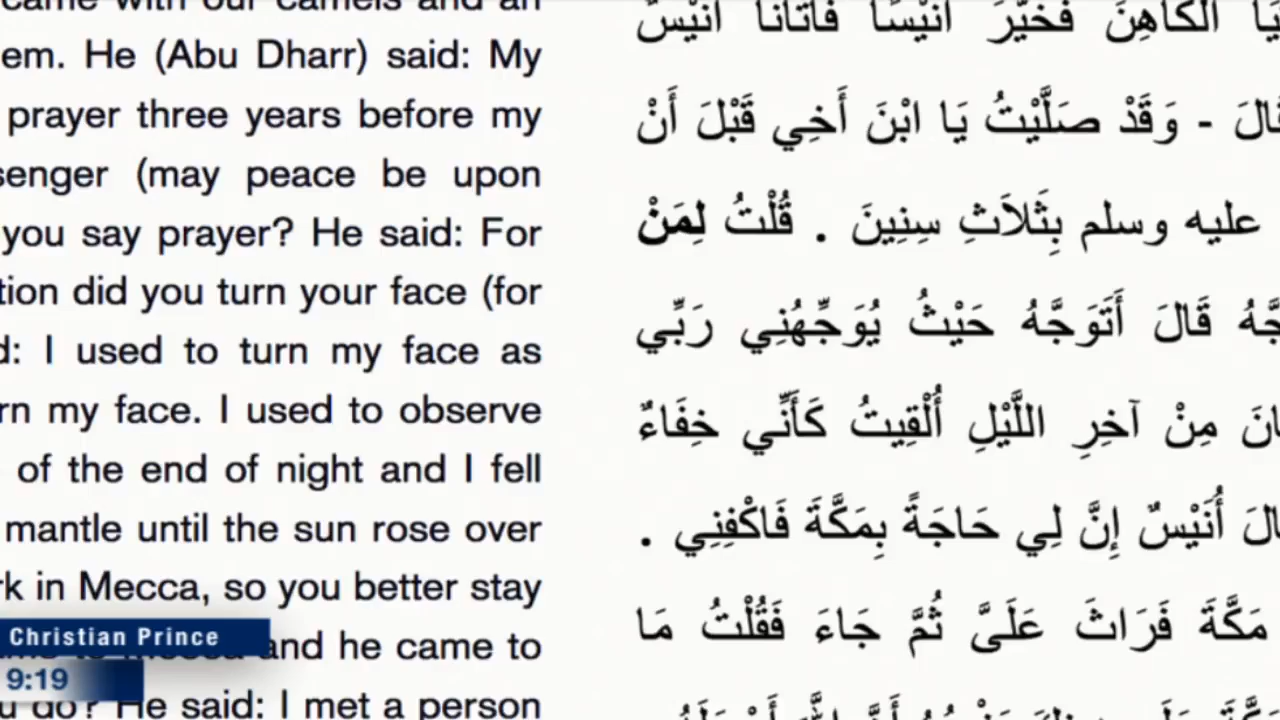 came with our camels and an
em. He (Abu Dharr) said: My
prayer three years before my
senger (may peace be upon
you say prayer? He said: For
tion did you turn your face (for
d: I used to turn my face as
rn my face. I used to observe
of the end of night and I fell
mantle until the sun rose over
rk in Mecca, so you better stay
and he came to
u do? He said: I met a person
الْكَاهِنَ فَخَيَّرَ أُنَيْسًا فَأَتَانَا أُنَيْسٌ
قَالَ - وَقَدْ صَلَّيْتُ يَا ابْنَ أَخِي قَبْلَ أَنْ
عليه وسلم بِثَلاَثِ سِنِينَ . قُلْتُ لِمَنْ
قَالَ أَتَوَجَّهُ حَيْثُ يُوَجِّهُنِي رَبِّي
مِنْ آخِرِ اللَّيْلِ أُلْقِيتُ كَأَنِّي خِفَاءٌ
أُنَيْسٌ إِنَّ لِي حَاجَةً بِمَكَّةَ فَاكْفِنِي .
مَكَّةَ فَرَاثَ عَلَىَّ ثُمَّ جَاءَ فَقُلْتُ مَا
Christian Prince
9:19